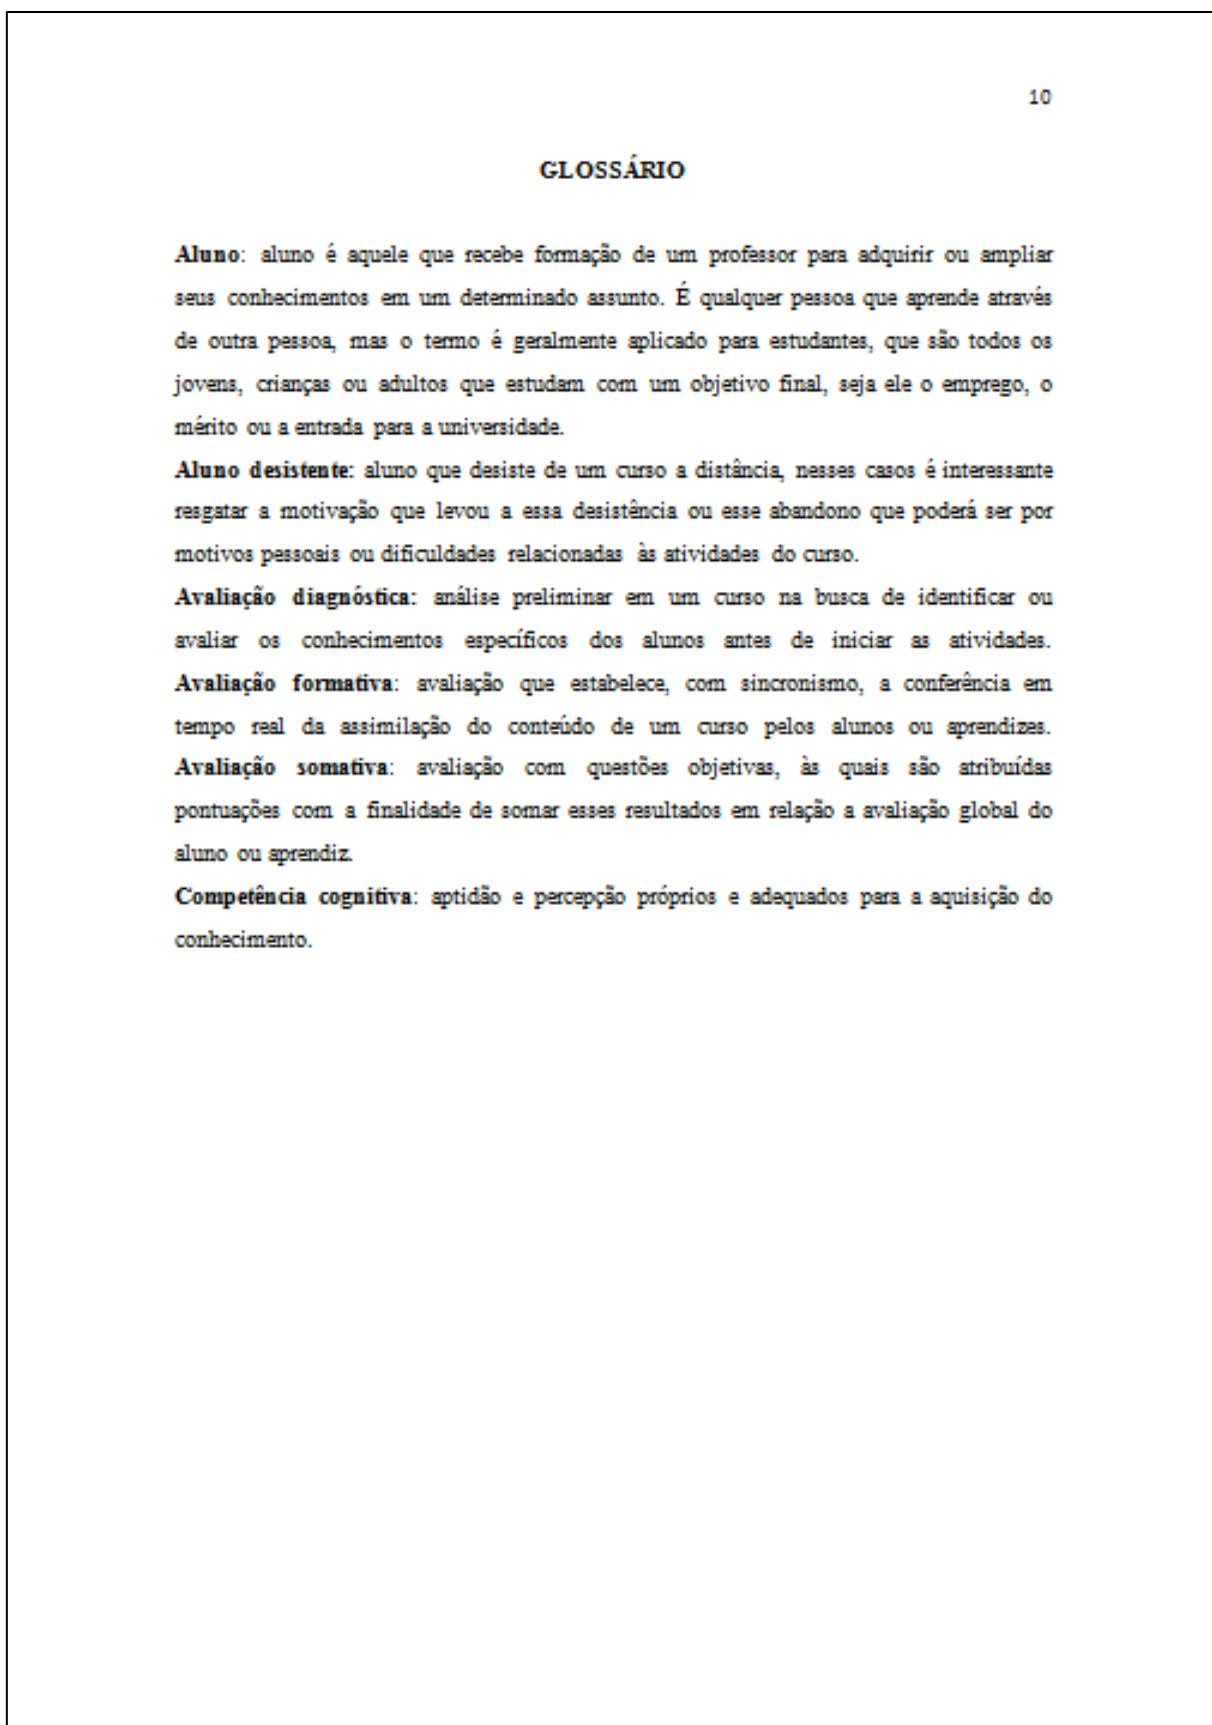 10
GLOSSÁRIO
Aluno: aluno é aquele que recebe formação de um professor para adquirir ou ampliar
seus conhecimentos em um determinado assunto. É qualquer pessoa que aprende através
de outra pessoa, mas o termo é geralmente aplicado para estudantes, que são todos os
jovens, crianças ou adultos que estudam com um objetivo final, seja ele o emprego, o
mérito ou a entrada para a universidade.
Aluno desistente: aluno que desiste de um curso a distância, nesses casos é interessante
resgatar a motivação que levou a essa desistência ou esse abandono que poderá ser por
motivos pessoais ou dificuldades relacionadas às atividades do curso.
Avaliação diagnóstica: análise preliminar em um curso na busca de identificar ou
avaliar os conhecimentos específicos dos alunos antes de iniciar as atividades.
Avaliação formativa: avaliação que estabelece, com sincronismo, a conferência em
tempo real da assimilação do conteúdo de um curso pelos alunos ou aprendizes.
Avaliação somativa: avaliação com questões objetivas, às quais são atribuídas
pontuações com a finalidade de somar esses resultados em relação a avaliação global do
aluno ou aprendiz.
Competência cognitiva: aptidão e percepção próprios e adequados para a aquisição do
conhecimento.